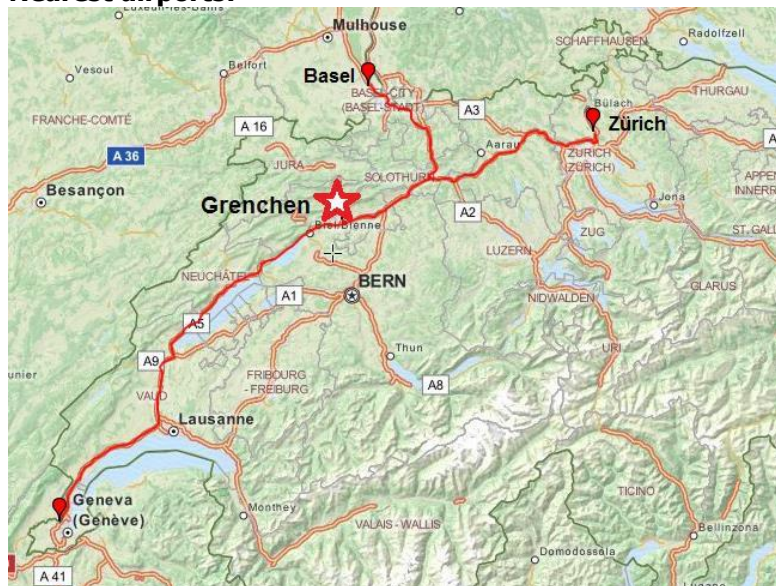 Nearest airports:
Mulhouse
SCHAFFHAUSEN
Radolfzell
Vesoul
Belfort
Basel
BASEL-CITY
(BASEL-STADT)
A3
Bülach
THURGAU
Zürich
FRANCHE-COMTÉ
A 16
Aarau
ZURICH
(ZÜRICH)
A 36
JURA
SOLOTHURN
Besançon
Grenchen
A2
Jona
Biel/Bienne
ZUG
ST. GALL
LUZERN
NEUCHÂTEL
BERN
GLARUS
A1
NIDWALDEN
A5
URI
Thun
A9
FRIBOURG
- FREIBURG
A8
VAUD
Lausanne
TICINO
Geneva
(Genève)
Monthey
VALAIS - WALLIS
Bellinzona
Domodossola
A 41